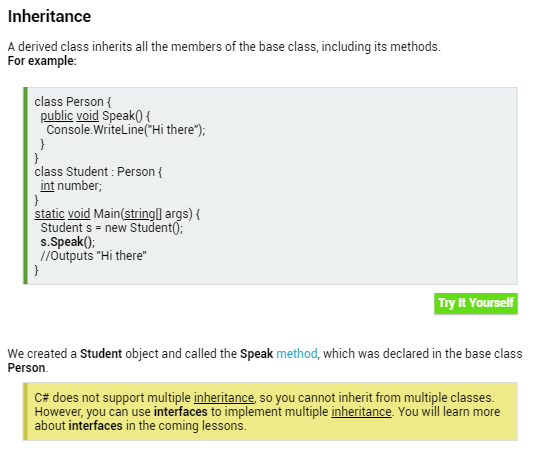 Inheritance
A derived class inherits all the members of the base class, including its methods.
For example:
class Person {
public void Speak() {
Console.WriteLine("Hi there");
}
}
class Student : Person {
int number;
}
static void Main(string[] args) {
Student s = new Student();
s.Speak();
//Outputs "Hi there"
}
Try It Yourself
We created a Student object and called the Speak method, which was declared in the base class
Person.
C# does not support multiple inheritance, so you cannot inherit from multiple classes.
However, you can use interfaces to implement multiple inheritance. You will learn more
about interfaces in the coming lessons.